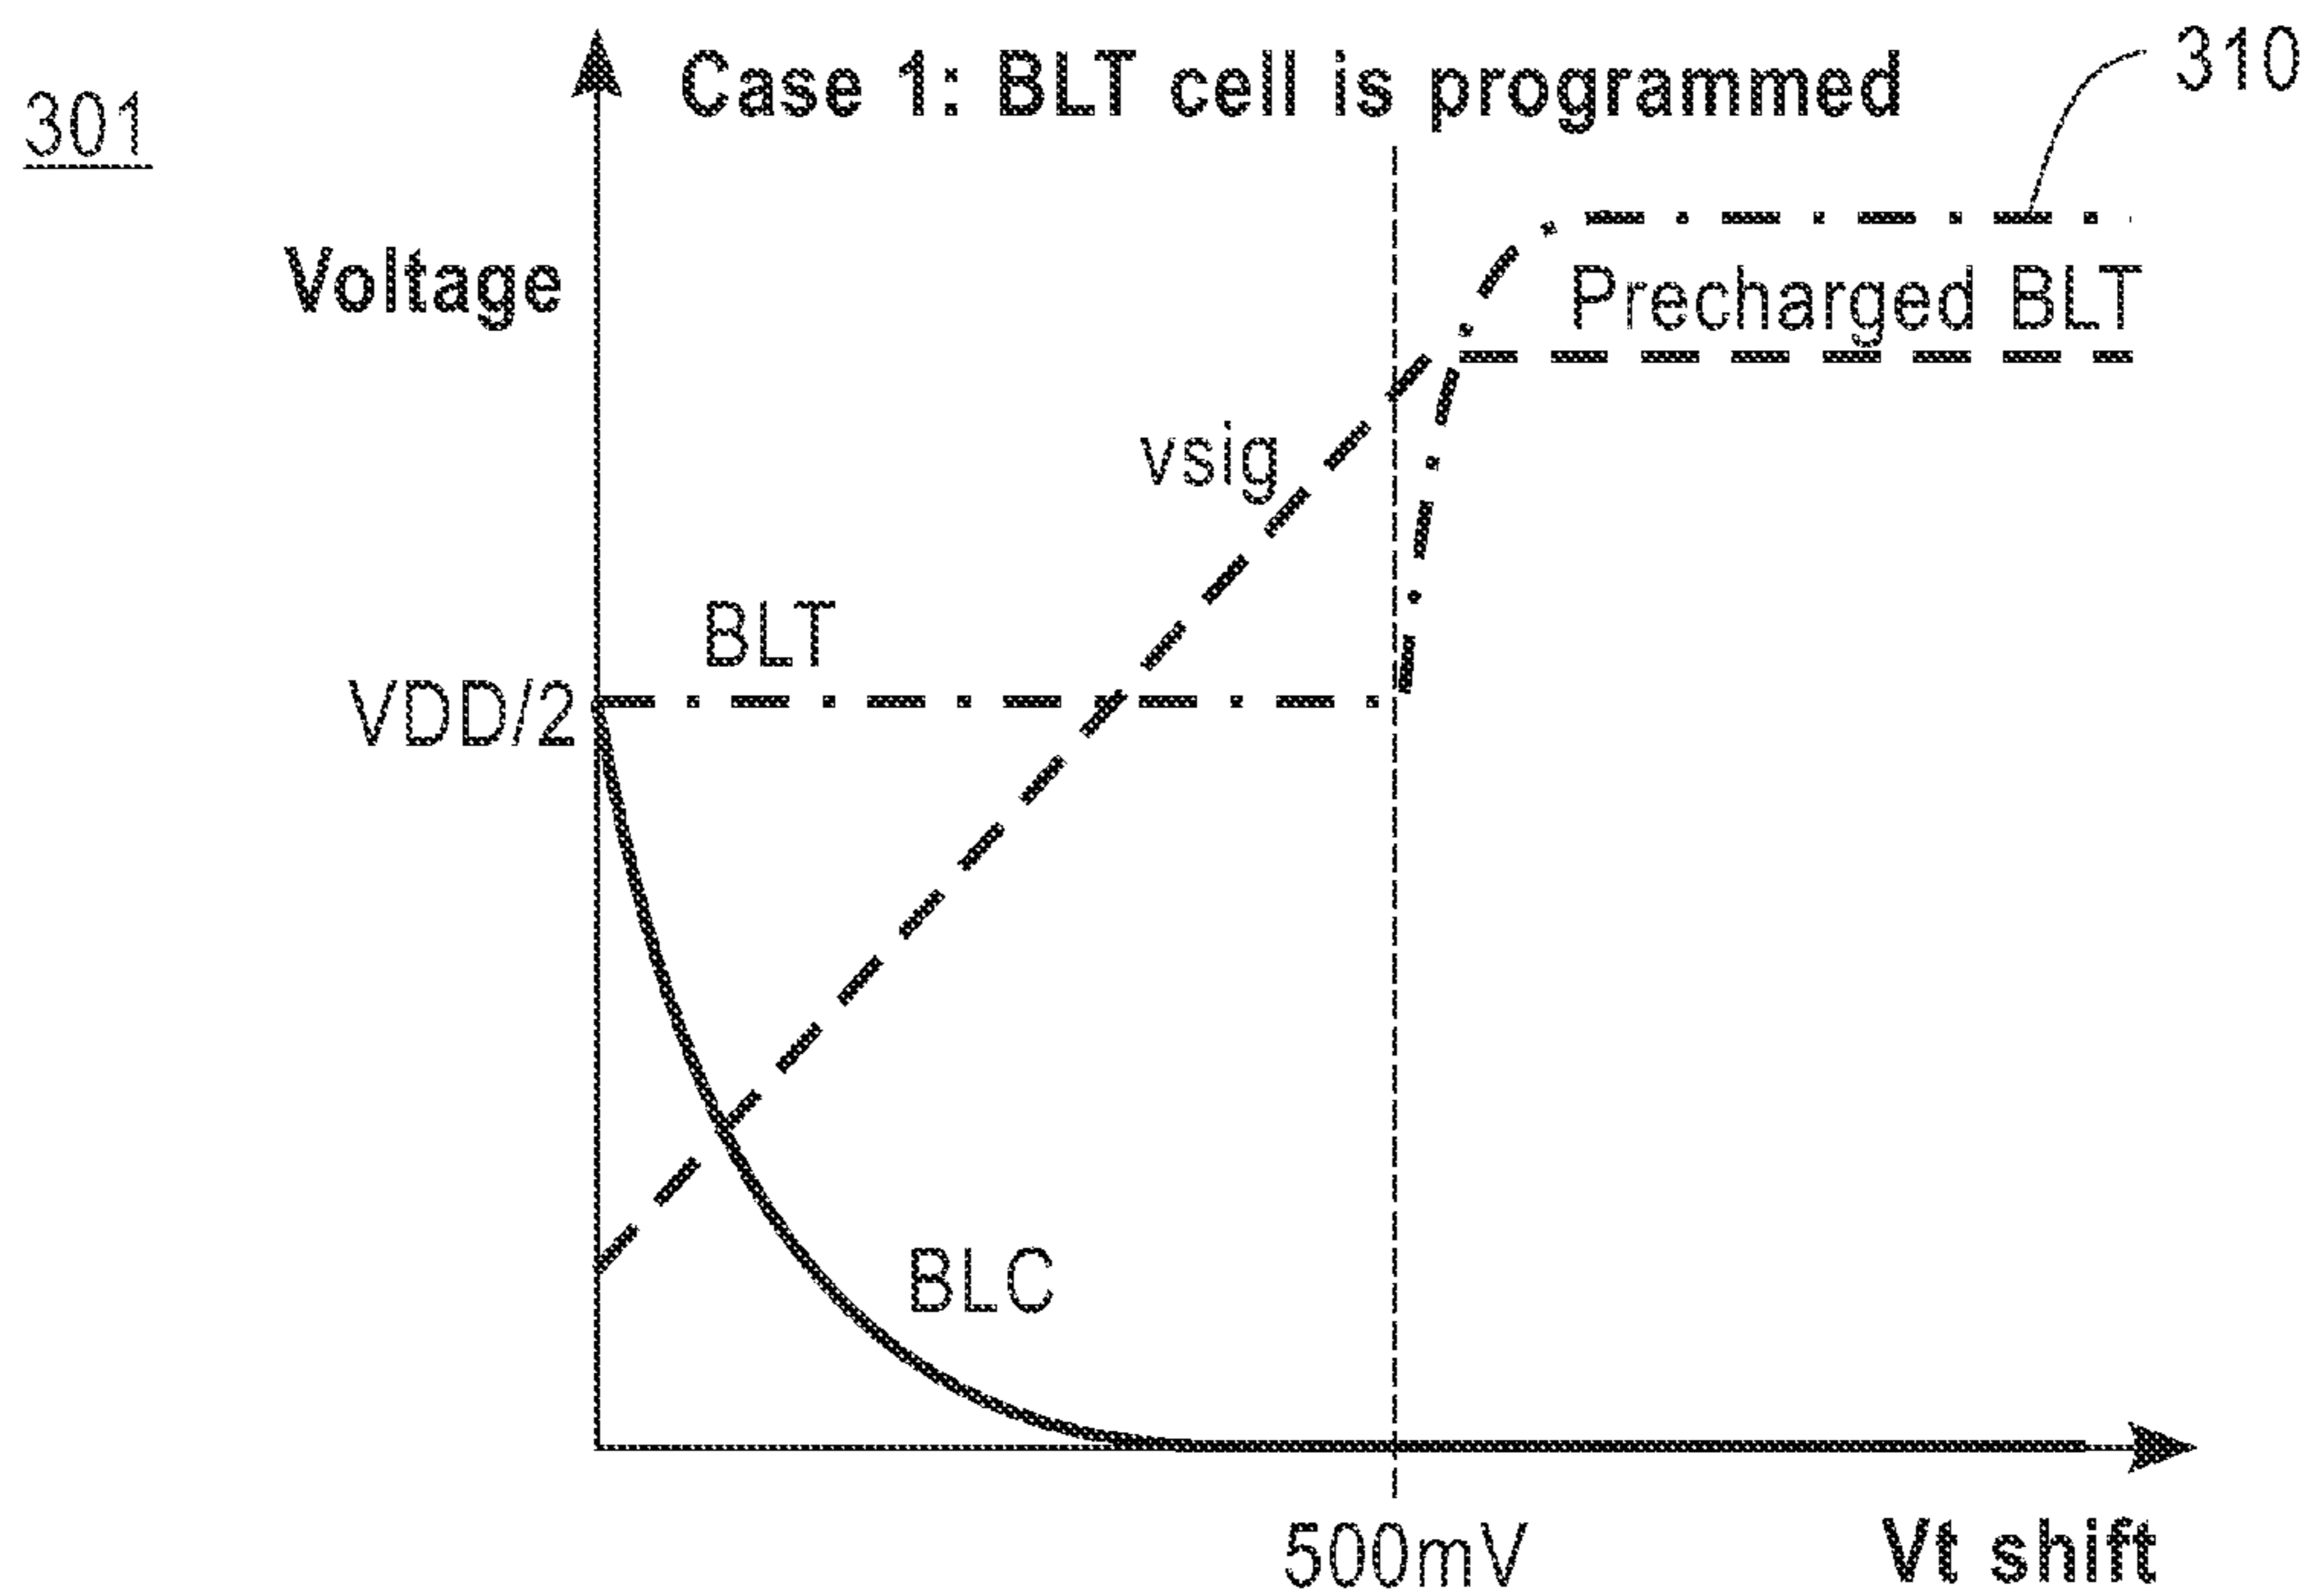 301
Case 1: BLT cell is programmed
310
Voltage
Precharged BLT
vsig
BLT
VDD/2
BLC
500mV
Vt shift